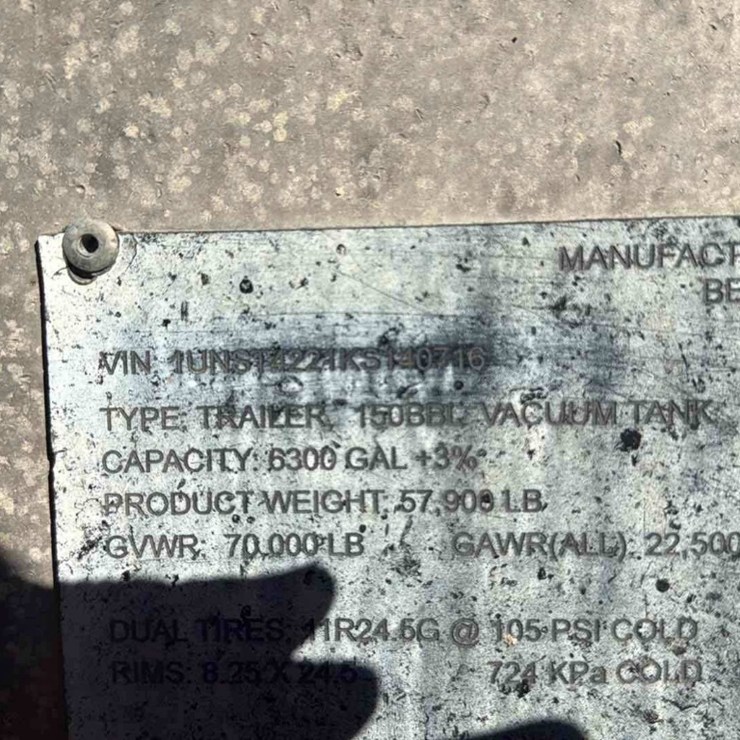 MANUFACT
BE
VIN: 1UNST4221KS140716
TYPE: TRAILER, 150BBL VACUUM TANK
CAPACITY: 6300 GAL +3%
PRODUCT WEIGHT: 57,900 LB
GVWR: 70,000 LB GAWR(ALL): 22,500
DUAL TIRES: 11R24.5G @ 105 PSI COLD
RIMS: 8.25 X 24.5 724 KPa COLD